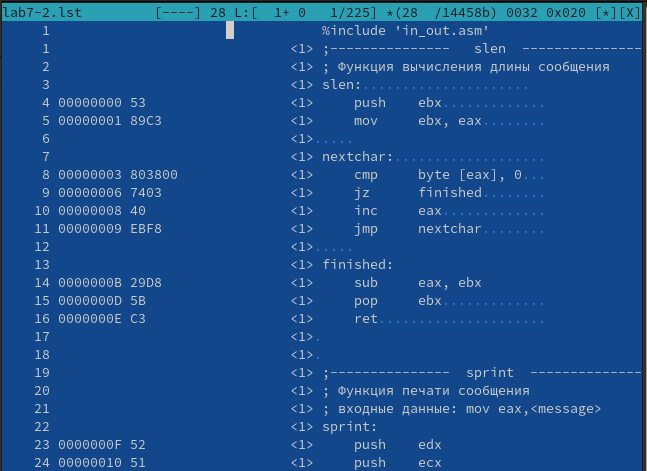 lab7-2.lst [----] 28 L:[ 1+ 0 1/225] *(28 /14458b) 0032 0x020 [*][X]
1 %include 'in_out.asm'
1 <1> ;--------------- slen ---------------
2 <1> ; Функция вычисления длины сообщения
3 <1> slen:.....................
4 00000000 53 <1> push ebx.............
5 00000001 89C3 <1> mov ebx, eax........
6 <1>.....
7 <1> nextchar:...................
8 00000003 803800 <1> cmp byte [eax], 0...
9 00000006 7403 <1> jz finished........
10 00000008 40 <1> inc eax.............
11 00000009 EBF8 <1> jmp nextchar........
12 <1>.....
13 <1> finished:
14 0000000B 29D8 <1> sub eax, ebx
15 0000000D 5B <1> pop ebx.............
16 0000000E C3 <1> ret.....................
17 <1>.
18 <1>.
19 <1> ;--------------- sprint --------------
20 <1> ; Функция печати сообщения
21 <1> ; входные данные: mov eax,<message>
22 <1> sprint:
23 0000000F 52 <1> push edx
24 00000010 51 <1> push ecx